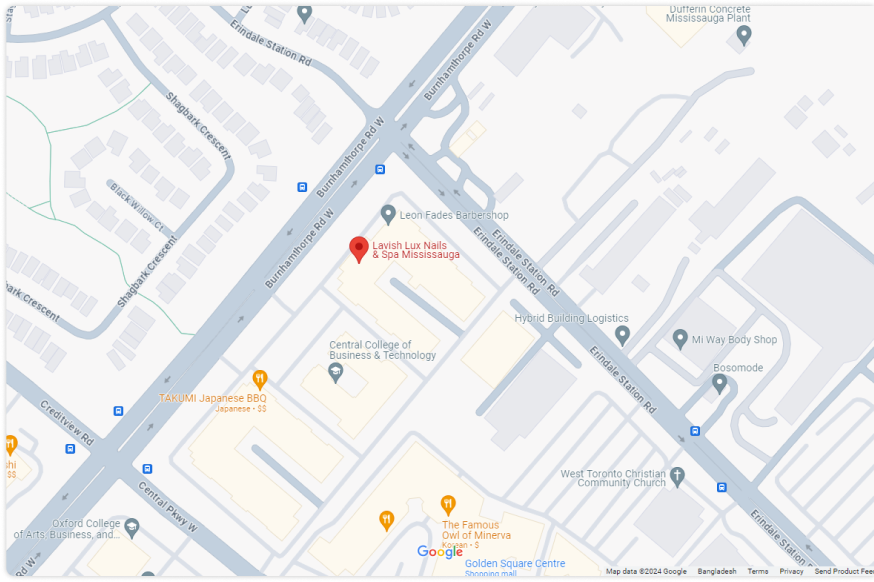 Dufferin Concrete
Mississauga Plant
Erindale Station Rd
Burnhamthorpe Rd W
Shagbark Crescent
Burnhamthorpe Rd W
Black Willow Ct
Leon Fades Barbershop
Lavish Lux Nails
& Spa Mississauga
Burnhamthorpe Rd W
Erindale Station Rd
Erindale Station Rd
Shagbark Crescent
ark Crescent
Hybrid Building Logistics
Mi Way Body Shop
Central College of
Business & Technology
Erindale Station Rd
Bosomode
TAKUMI Japanese BBQ
Japanese • $$
Creditview Rd
shi
$$
West Toronto Christian
Community Church
Central Pkwy W
Oxford College
of Arts, Business, and...
The Famous
Owl of Minerva
Korean • $
Erindale Station
Rd W
Google
Golden Square Centre
Shopping mall
Map data ©2024 Google
Bangladesh
Terms
Privacy
Send Product Fee